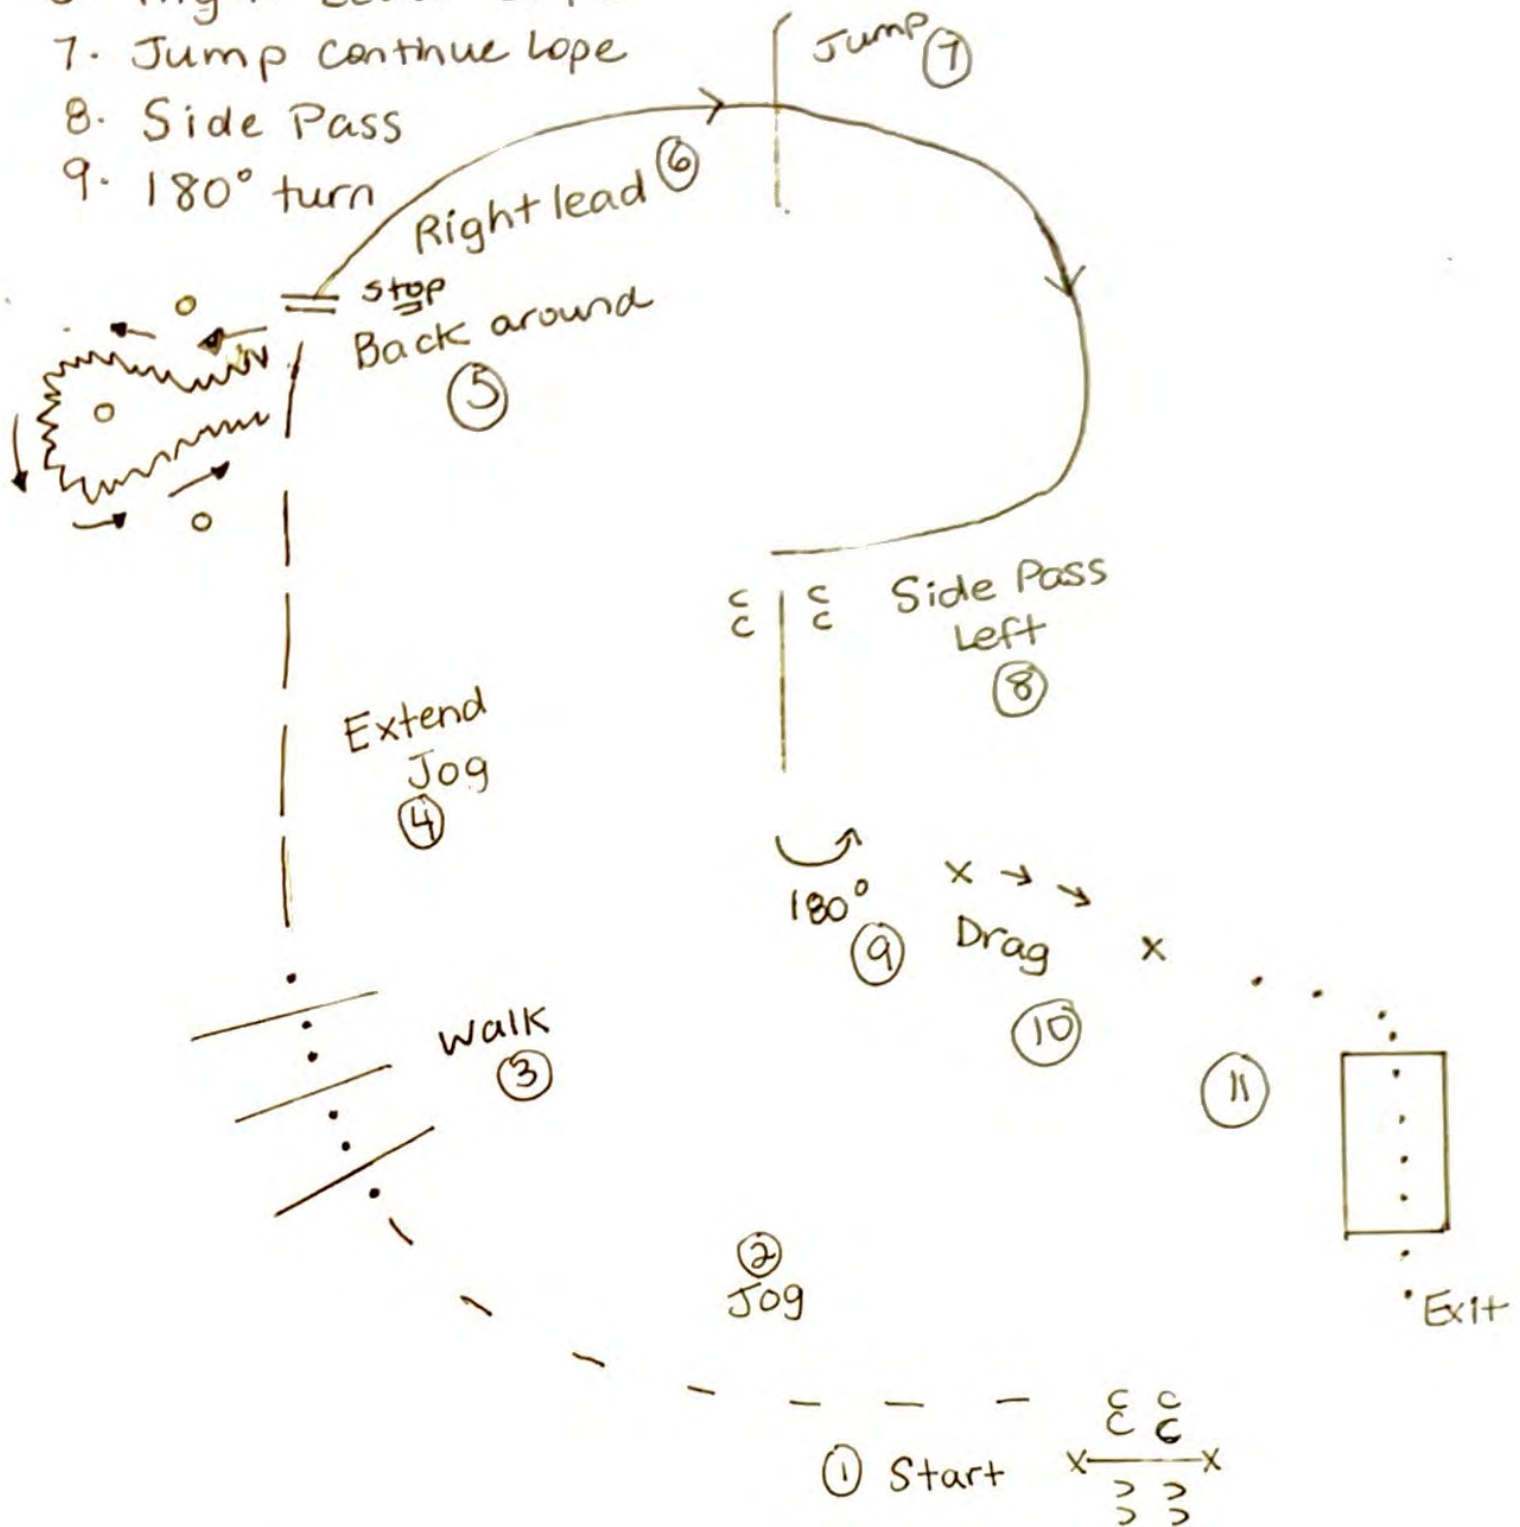 7. Jump Continue Lope
8. Side Pass
9. 180° turn
Jump 7
Right lead 6
stop
Back around
5
Side Pass
Left
8
Extend
Jog
4
180°
9
Drag
10
Walk
3
11
2
Jog
Exit
1 Start